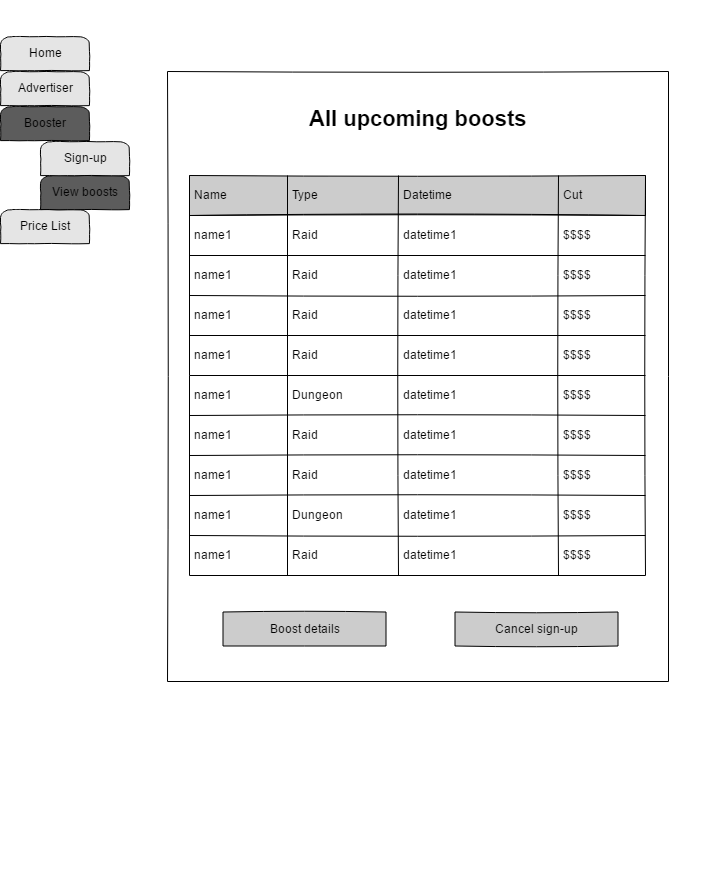 Home
Advertiser
Booster
Sign-up
View boosts
Price List
All upcoming boosts
Name Type Datetime Cut
name1 Raid datetime1 $$$$
name1 Raid datetime1 $$$$
name1 Raid datetime1 $$$$
name1 Raid datetime1 $$$$
name1 Dungeon datetime1 $$$$
name1 Raid datetime1 $$$$
name1 Raid datetime1 $$$$
name1 Dungeon datetime1 $$$$
name1 Raid datetime1 $$$$
Boost details Cancel sign-up